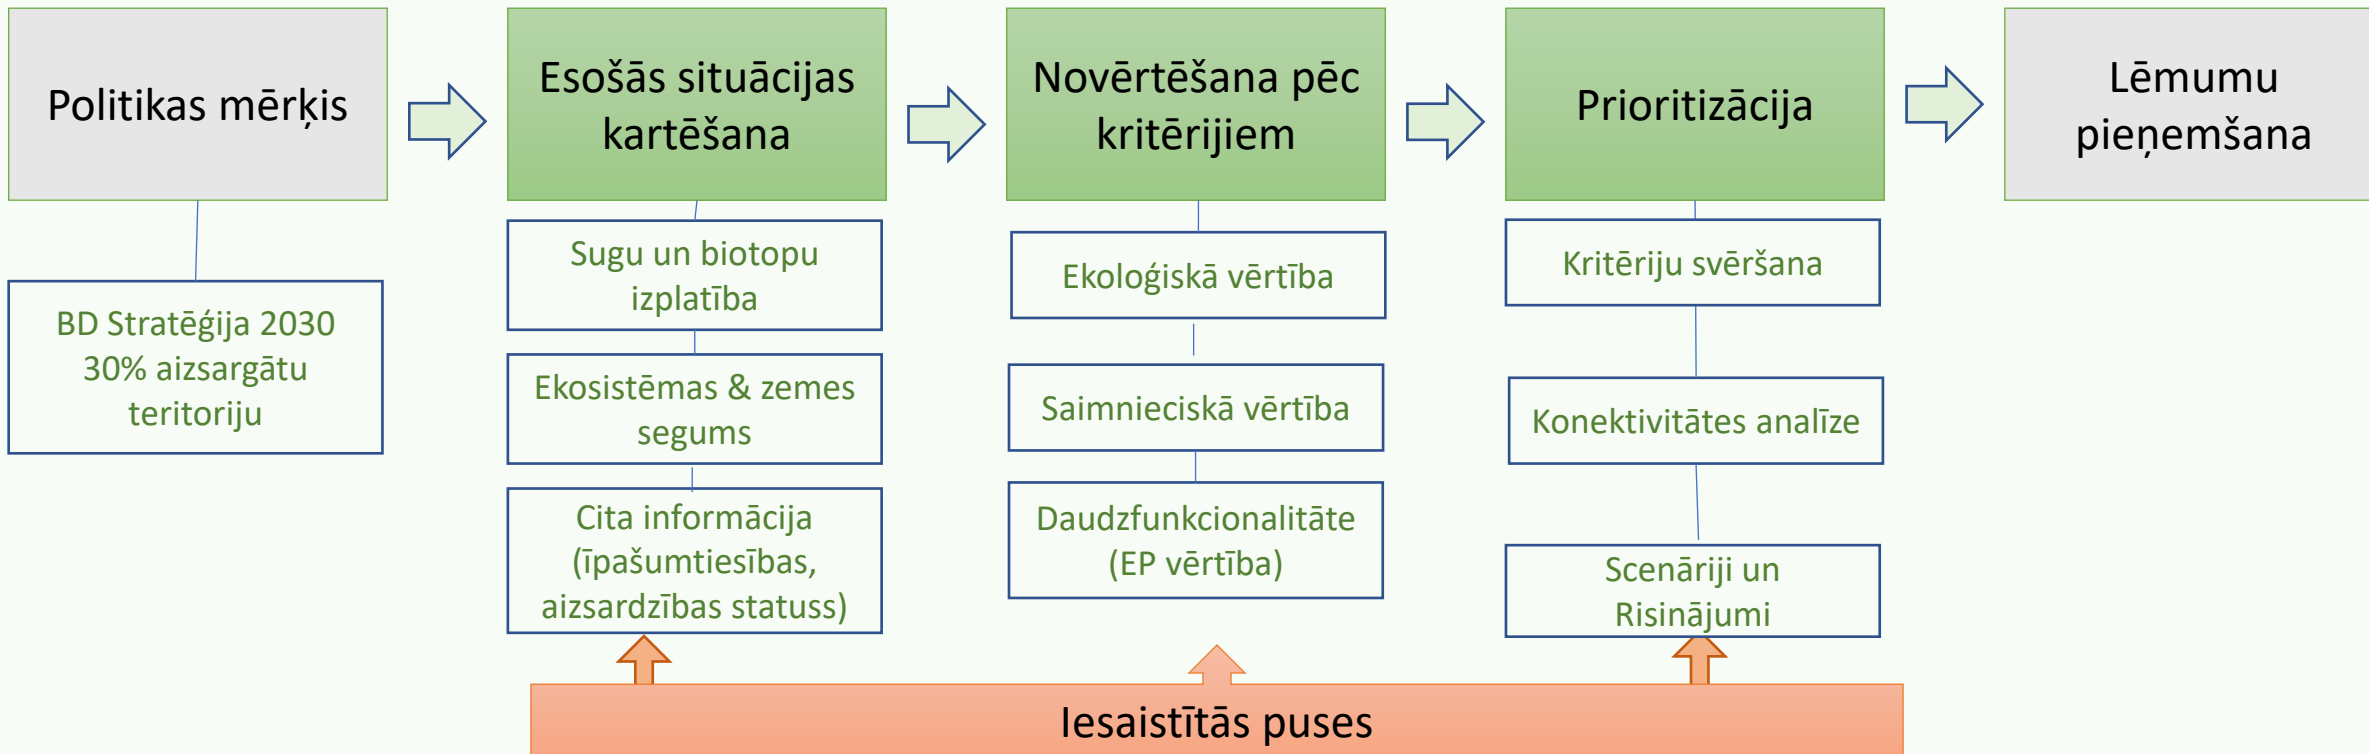 Politikas mērķis
BD Stratēģija 2030
30% aizsargātu
teritoriju
Esošās situācijas
kartēšana
Sugu un biotopu
izplatība
Ekosistēmas & zemes
segums
Cita informācija
(īpašumtiesības,
aizsardzības statuss)
Novērtēšana pēc
kritērijiem
Ekoloģiskā vērtība
Saimnieciskā vērtība
Daudzfunkcionalitāte
(EP vērtība)
Prioritizācija
Kritēriju svēršana
Konektivitātes analīze
Scenāriji un
Risinājumi
Lēmumu
pieņemšana
Iesaistītās puses